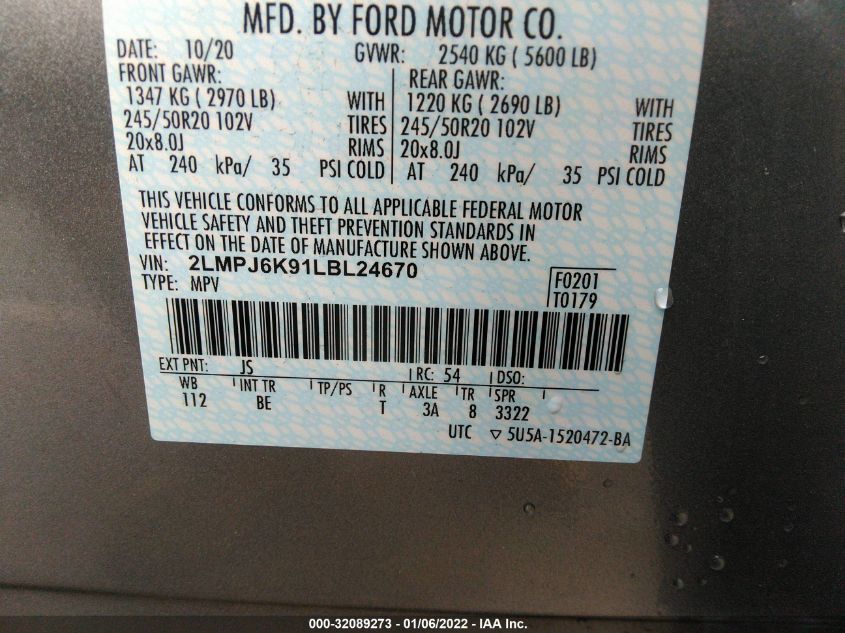 MFD. BY FORD MOTOR CO.
DATE: 10/20 GVWR: 2540 KG ( 5600 LB)
FRONT GAWR: REAR GAWR:
1347 KG ( 2970 LB) WITH 1220 KG ( 2690 LB) WITH
245/50R20 102V TIRES 245/50R20 102V TIRES
20x8.0J RIMS 20x8.0J RIMS
AT 240 kPa/ 35 PSI COLD AT 240 kPa/ 35 PSI COLD
THIS VEHICLE CONFORMS TO ALL APPLICABLE FEDERAL MOTOR
VEHICLE SAFETY AND THEFT PREVENTION STANDARDS IN
EFFECT ON THE DATE OF MANUFACTURE SHOWN ABOVE.
VIN: 2LMPJ6K91LBL24670
TYPE: MPV
F0201
T0179
EXT PNT: JS RC: 54 DSO:
WB INT TR TP/PS R AXLE TR SPR
112 BE T 3A 8 3322
UTC ▽ 5U5A-1520472-BA
000-32089273 - 01/06/2022 - IAA Inc.